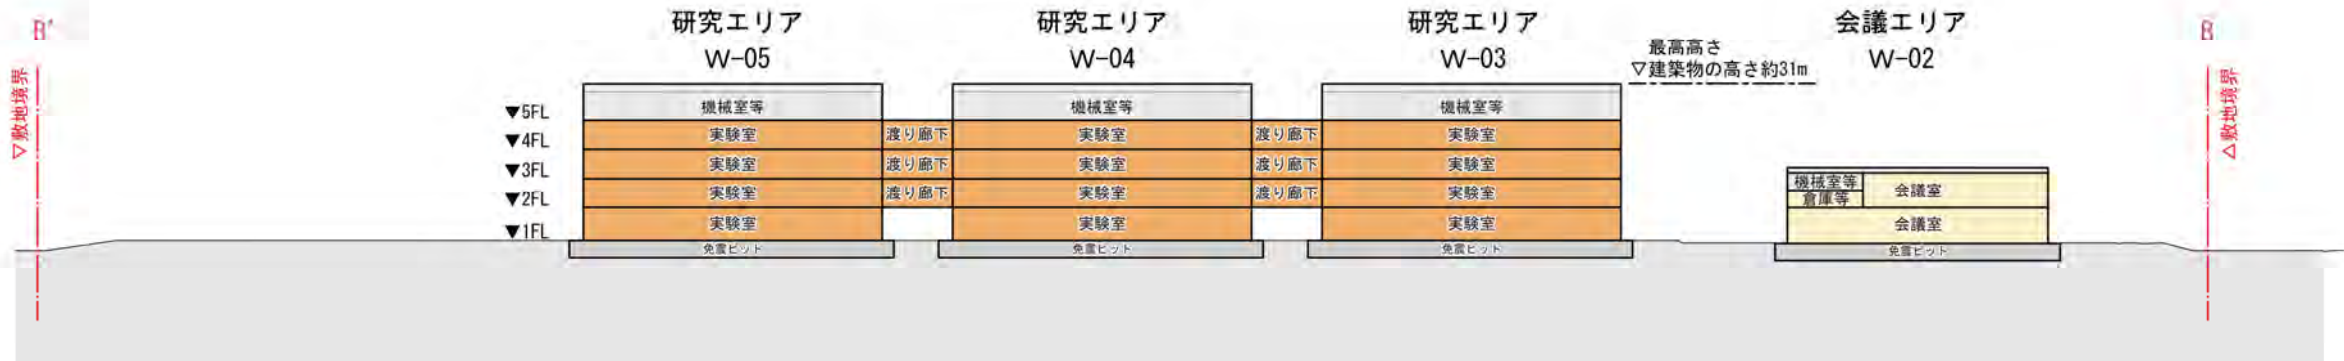 B'
▽敷地境界
研究エリア
W-05
研究エリア
W-04
研究エリア
W-03
最高高さ
▽建築物の高さ約31m
会議エリア
W-02
B
△敷地境界
▼5FL
機械室等
機械室等
機械室等
▼4FL
実験室
渡り廊下
実験室
渡り廊下
実験室
▼3FL
実験室
渡り廊下
実験室
渡り廊下
実験室
▼2FL
実験室
渡り廊下
実験室
渡り廊下
実験室
機械室等
倉庫等
会議室
▼1FL
実験室
実験室
実験室
会議室
免震ピット
免震ピット
免震ピット
免震ピット